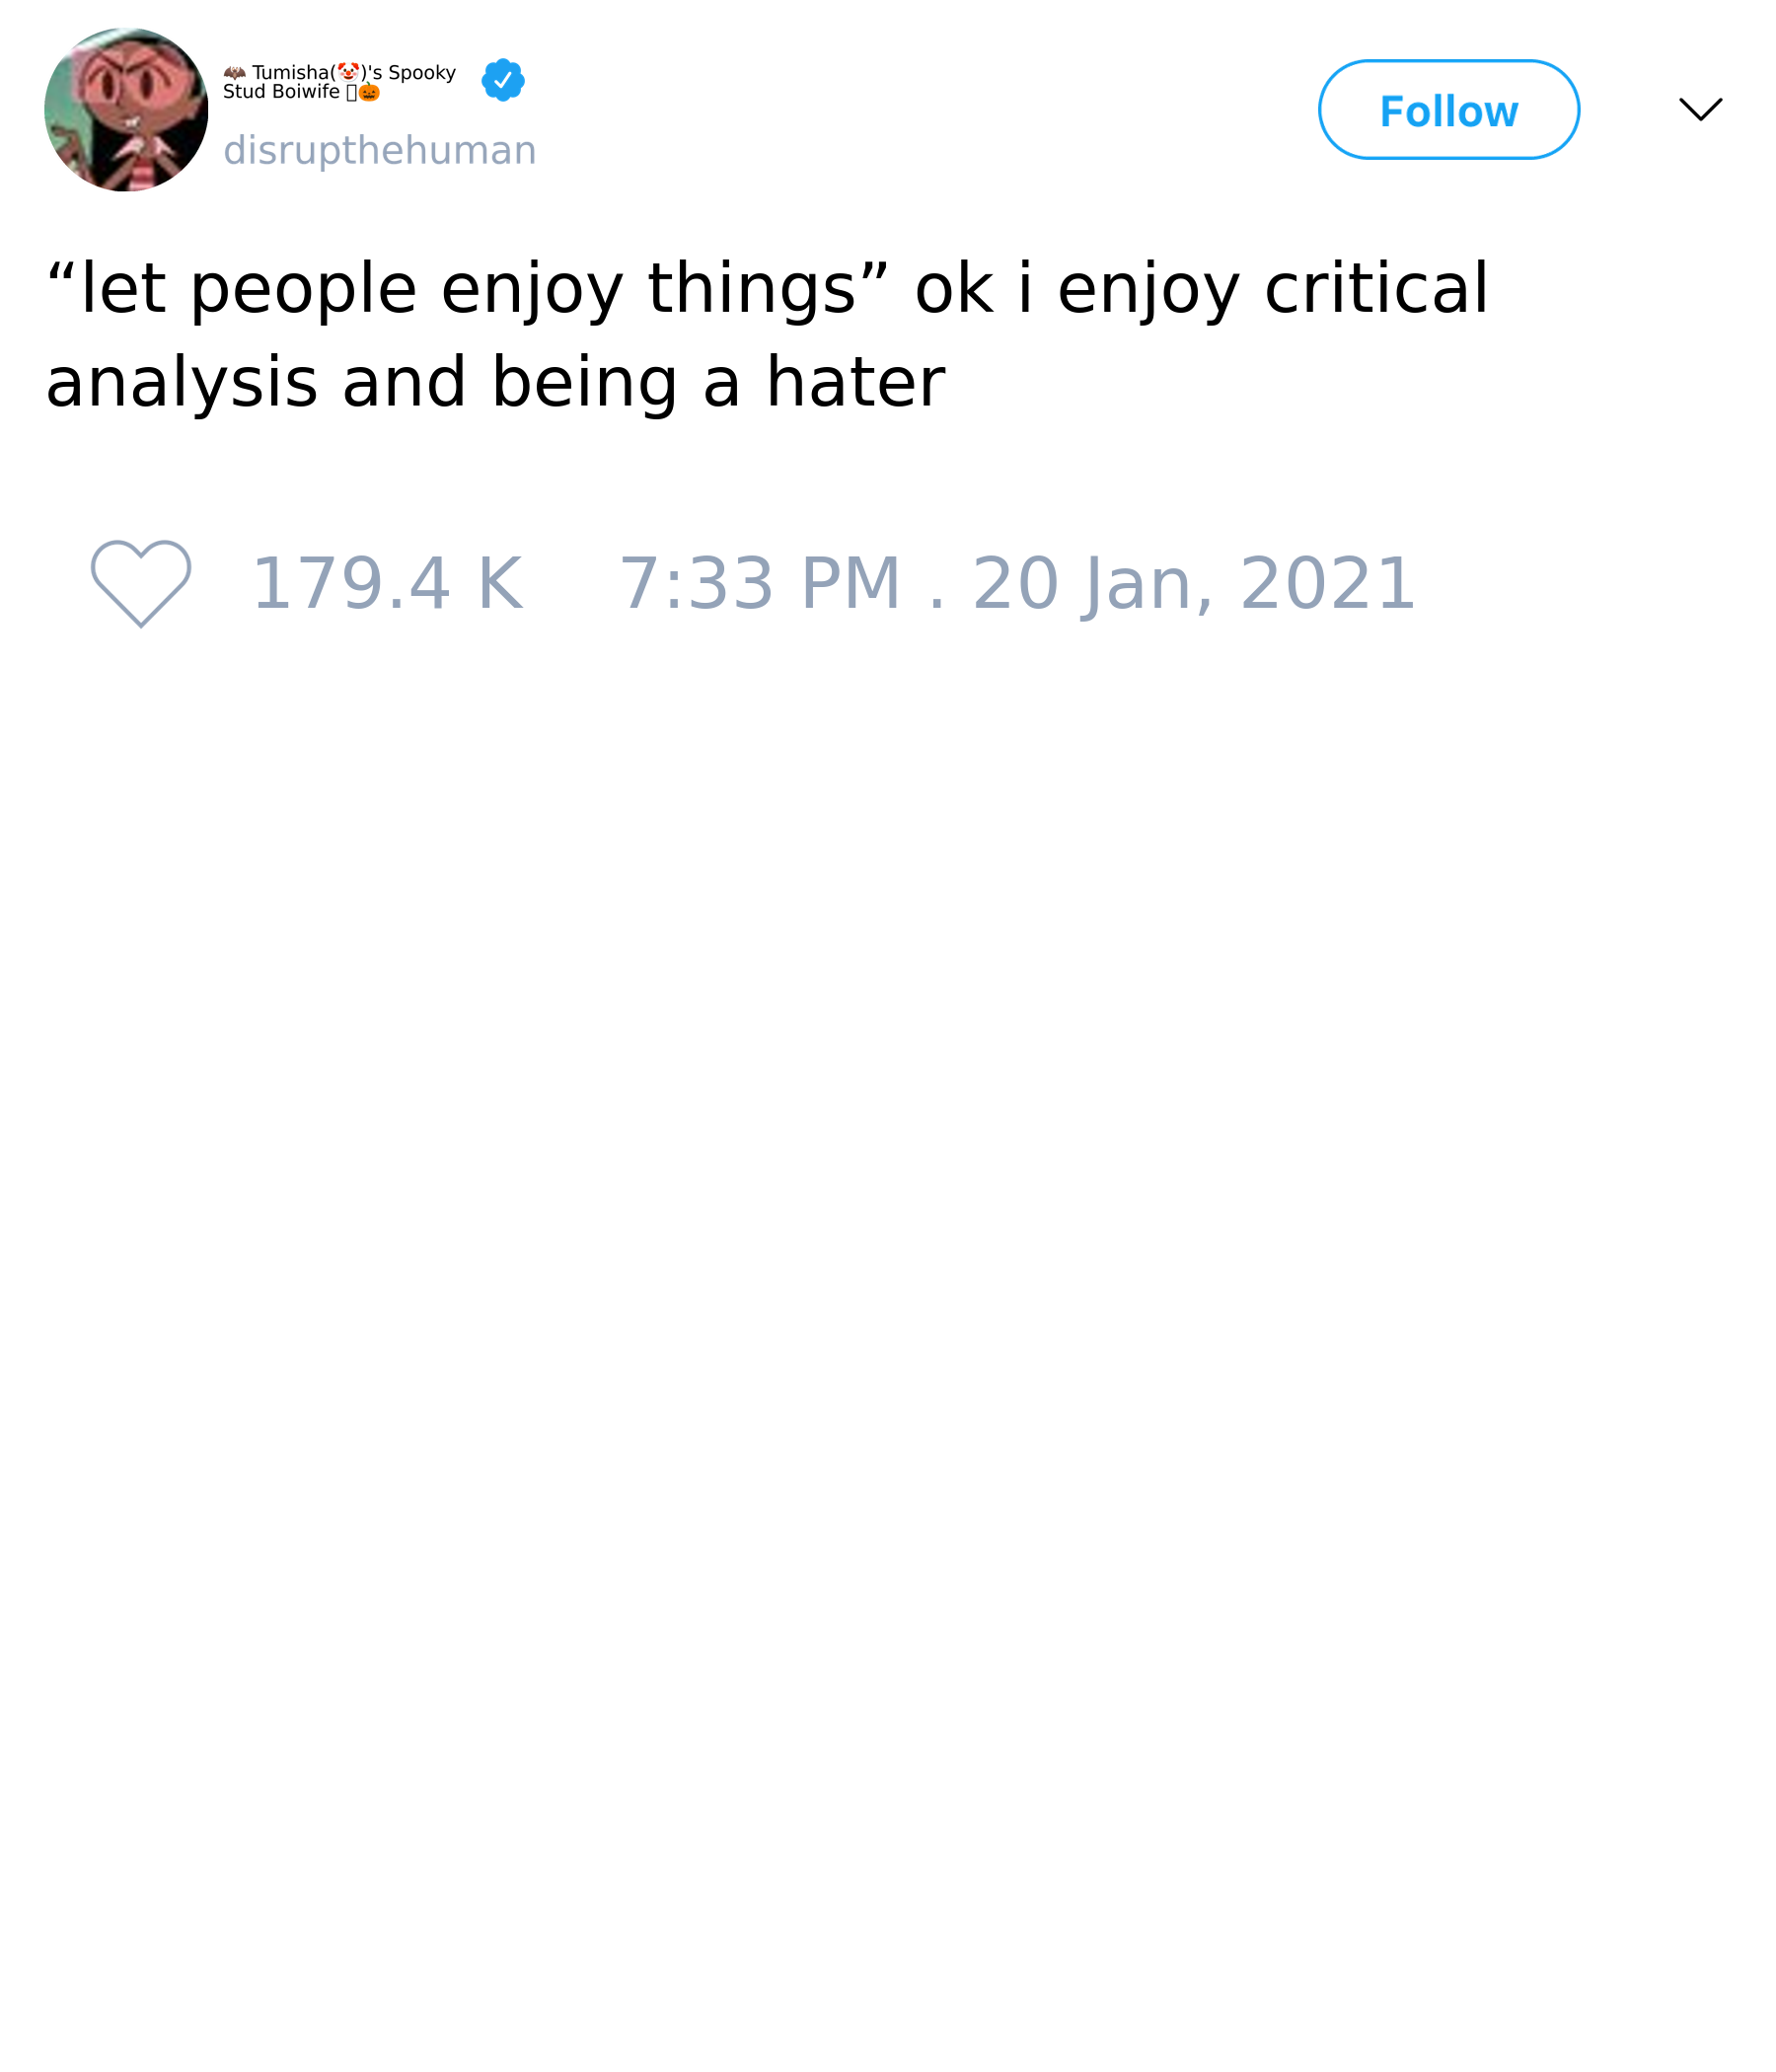 🦇 Tumisha(🤡)'s Spooky
Stud Boiwife 🎃
disrupthehuman
Follow
“let people enjoy things” ok i enjoy critical
analysis and being a hater
179.4 K 7:33 PM . 20 Jan, 2021